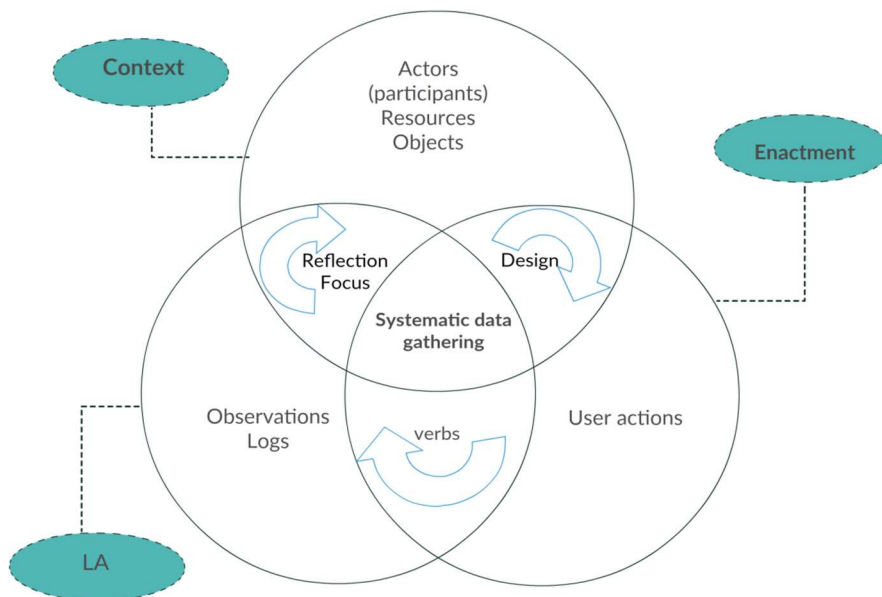 Context
Actors
(participants)
Resources
Objects
Enactment
Reflection
Focus
Design
Systematic data
gathering
Observations
Logs
verbs
User actions
LA